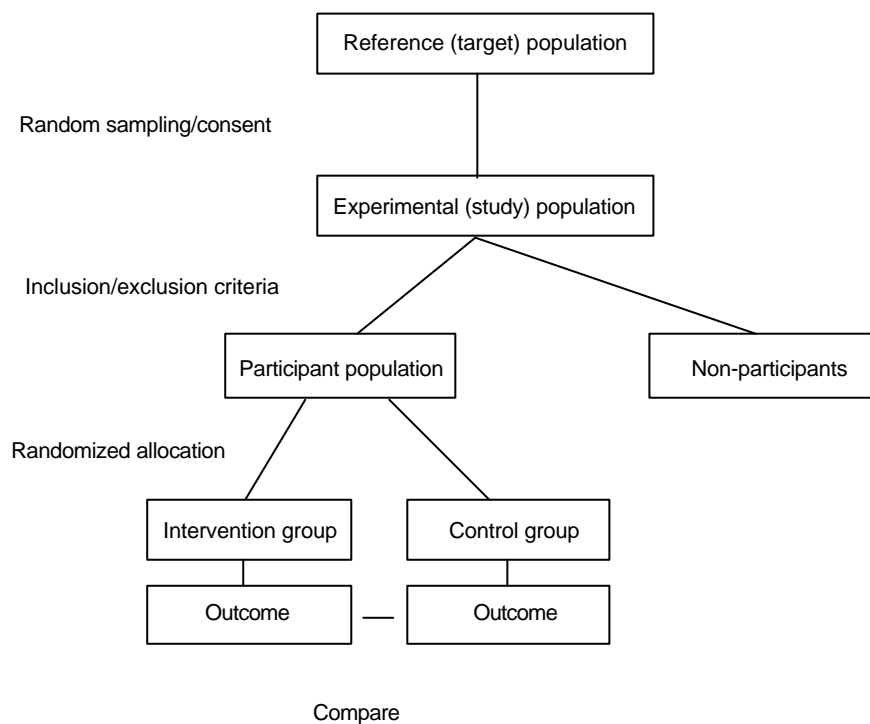 Reference (target) population
Random sampling/consent
Experimental (study) population
Inclusion/exclusion criteria
Participant population
Non-participants
Randomized allocation
Intervention group
Control group
Outcome
Outcome
Compare